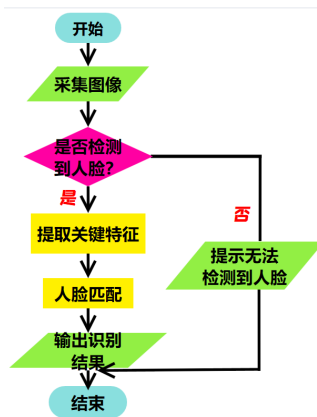 开始
采集图像
是否检测
到人脸?
是
否
提取关键特征
提示无法
检测到人脸
人脸匹配
输出识别
结果
结束